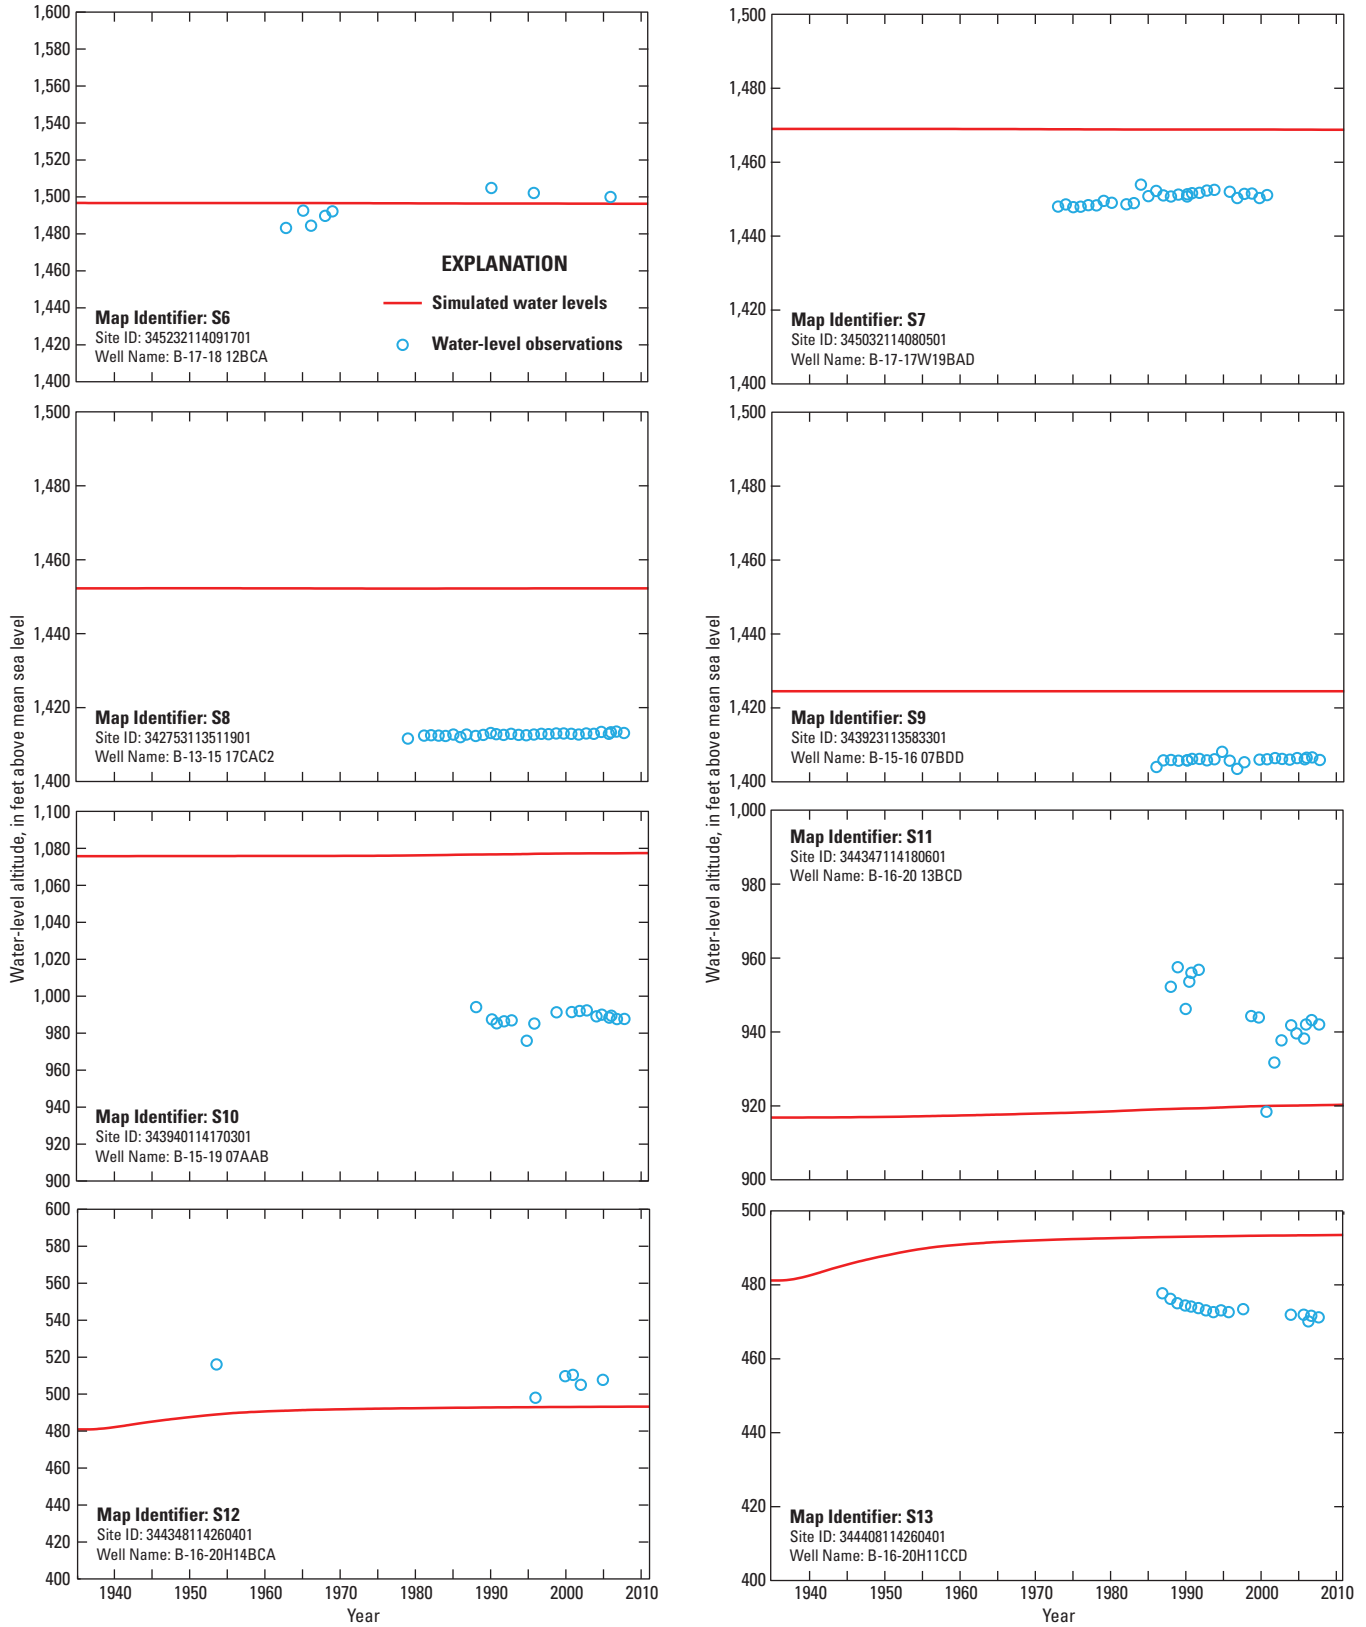 Water-level altitude, in feet above mean sea level
1,600
1,580
1,560
1,540
1,520
1,500
1,480
1,460
1,440
1,420
1,400
EXPLANATION
Simulated water levels
Water-level observations
Map Identifier: S6
Site ID: 345232114091701
Well Name: B-17-18 12BCA
1,500
1,480
1,460
1,440
1,420
1,400
Map Identifier: S8
Site ID: 342753113511901
Well Name: B-13-15 17CAC2
1,100
1,080
1,060
1,040
1,020
1,000
980
960
940
920
900
Map Identifier: S10
Site ID: 343940114170301
Well Name: B-15-19 07AAB
600
580
560
540
520
500
480
460
440
420
400
Map Identifier: S12
Site ID: 344348114260401
Well Name: B-16-20H14BCA
1940 1950 1960 1970 1980 1990 2000 2010
Year
Water-level altitude, in feet above mean sea level
1,500
1,480
1,460
1,440
1,420
1,400
Map Identifier: S7
Site ID: 345032114080501
Well Name: B-17-17W19BAD
1,500
1,480
1,460
1,440
1,420
1,400
Map Identifier: S9
Site ID: 343923113583301
Well Name: B-15-16 07BDD
1,000
980
960
940
920
900
Map Identifier: S11
Site ID: 344347114180601
Well Name: B-16-20 13BCD
500
480
460
440
420
400
Map Identifier: S13
Site ID: 344408114260401
Well Name: B-16-20H11CCD
1940 1950 1960 1970 1980 1990 2000 2010
Year